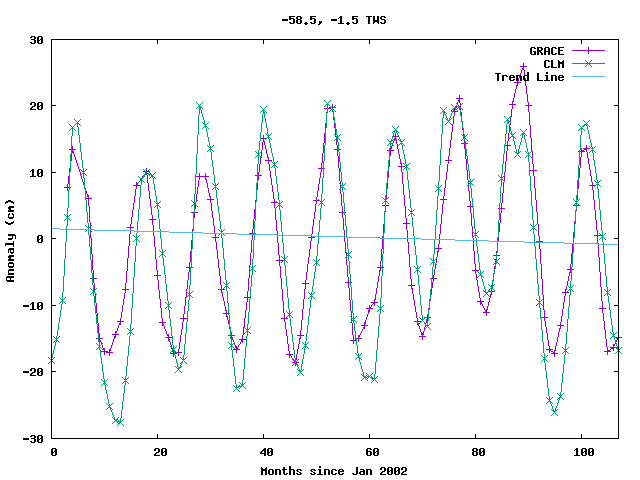 -58.5, -1.5 TWS
GRACE
CLM
Trend Line
30
20
10
0
-10
-20
-30
Anomaly (cm)
0 20 40 60 80 100
Months since Jan 2002